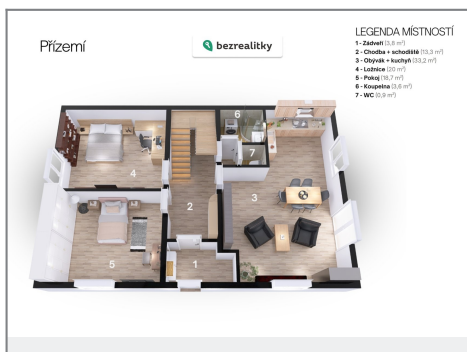 Přízemí
bezrealitky
LEGENDA MÍSTNOSTÍ
1 - Zádveří (3,6 m²)
2 - Chodba + schodiště (13,3 m²)
3 - Obývák + kuchyň (33,2 m²)
4 - Ložnice (20 m²)
5 - Pokoj (18,7 m²)
6 - Koupelna (3,6 m²)
7 - WC (0,9 m²)
6
7
4
3
2
5
1